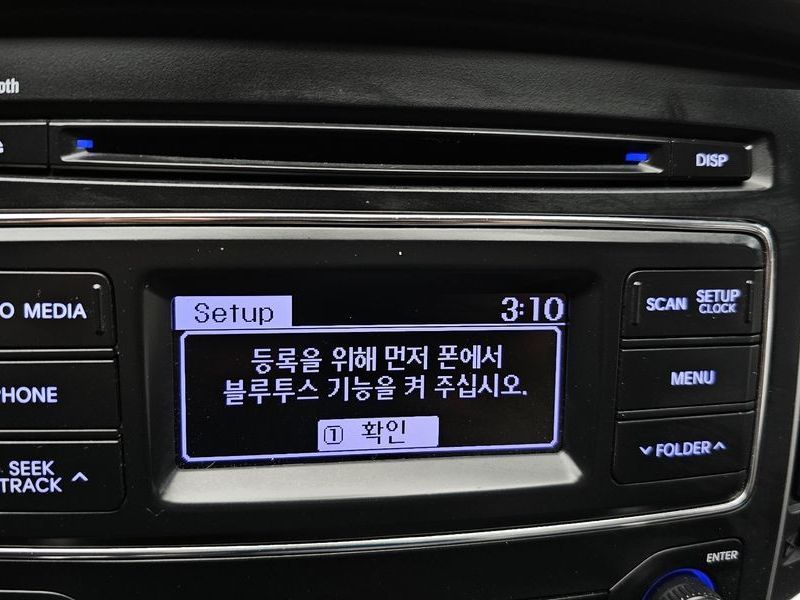 DISP
MEDIA
SCAN
SETUP
CLOCK
Setup
3:10
등록을 위해 먼저 폰에서
블루투스 기능을 켜 주십시오.
① 확인
MENU
SEEK
TRACK
FOLDER
ENTER